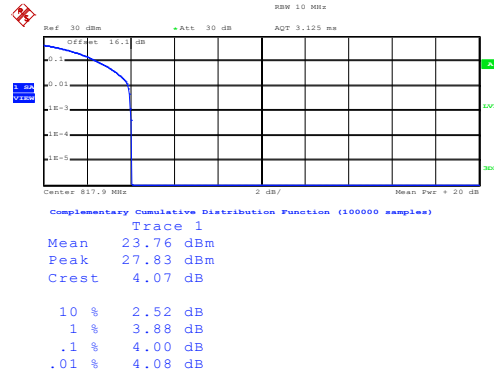 RBW 10 MHz
Ref 30 dBm * Att 30 dB AQT 3.125 ms
Offset 16.1 dB
0.1
A
0.01
1 SA
VIEW
1E-3
1E-4
1E-5
Center 817.9 MHz 2 dB/ Mean Pwr + 20 dB
Complementary Cumulative Distribution Function (100000 samples)
Trace 1
Mean 23.76 dBm
Peak 27.83 dBm
Crest 4.07 dB
10 % 2.52 dB
1 % 3.88 dB
.1 % 4.00 dB
.01 % 4.08 dB